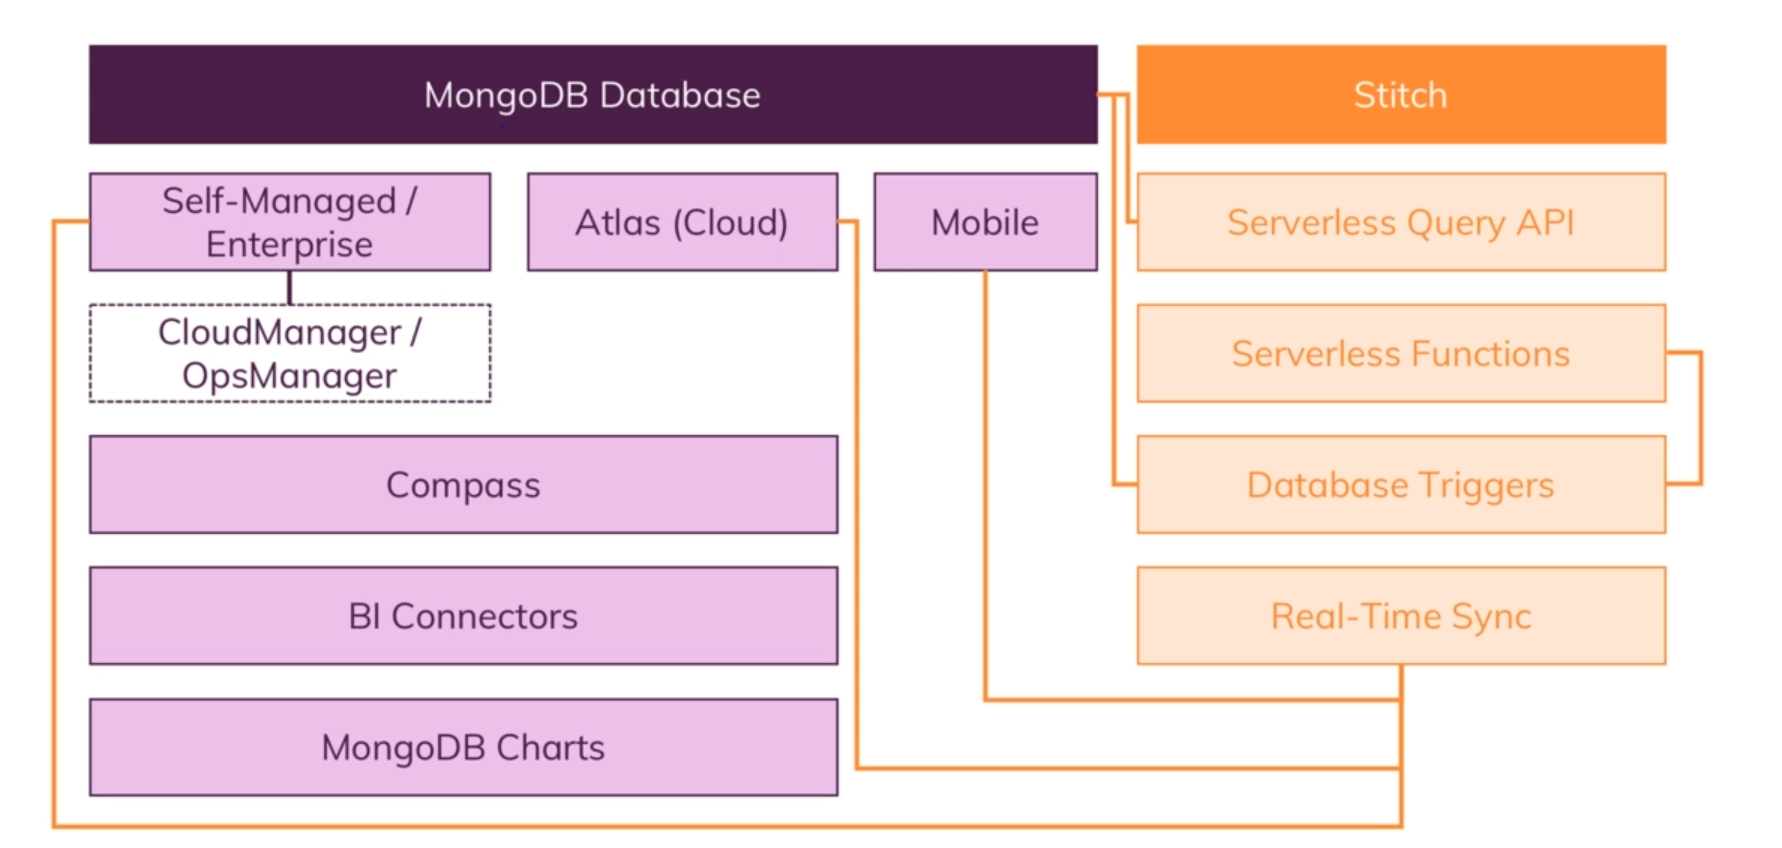 MongoDB Database
Stitch
Self-Managed /
Enterprise
Atlas (Cloud)
Mobile
Serverless Query API
CloudManager /
OpsManager
Serverless Functions
Compass
Database Triggers
BI Connectors
Real-Time Sync
MongoDB Charts